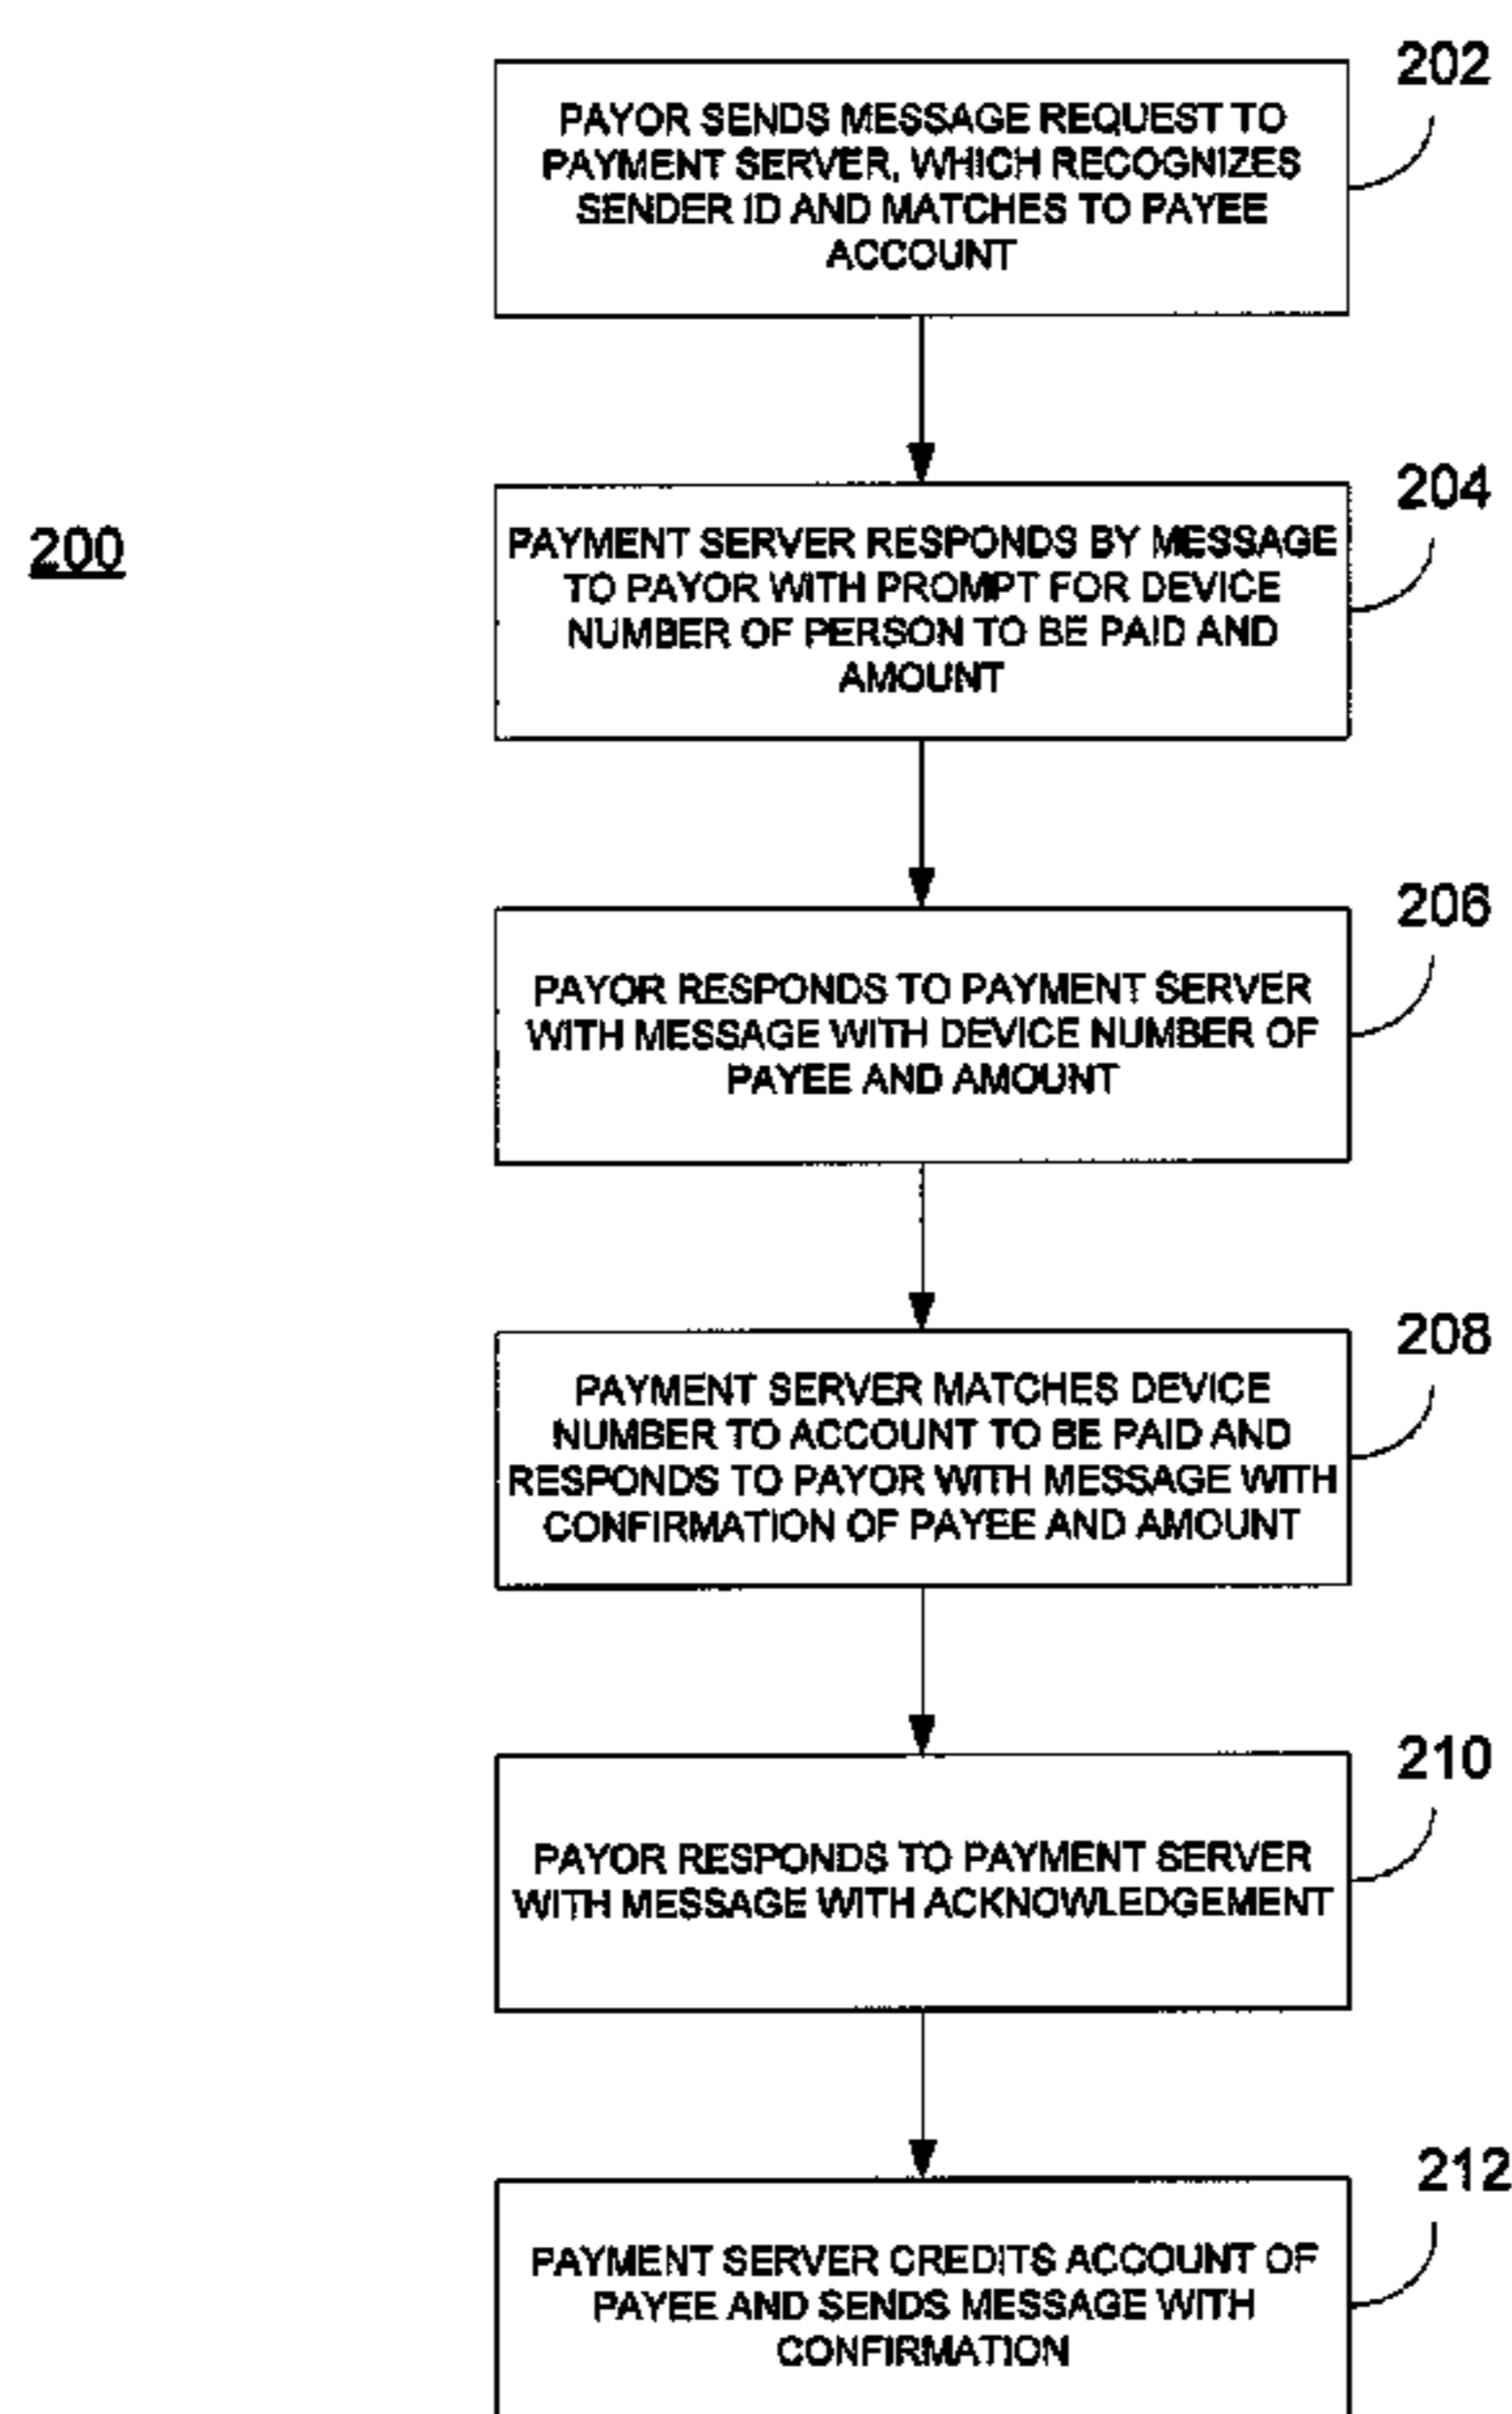 202
PAYOR SENDS MESSAGE REQUEST TO
PAYMENT SERVER, WHICH RECOGNIZES
SENDER ID AND MATCHES TO PAYEE
ACCOUNT
204
200
PAYMENT SERVER RESPONDS BY MESSAGE
TO PAYOR WITH PROMPT FOR DEVICE
NUMBER OF PERSON TO BE PAID AND
AMOUNT
206
PAYOR RESPONDS TO PAYMENT SERVER
WITH MESSAGE WITH DEVICE NUMBER OF
PAYEE AND AMOUNT
208
PAYMENT SERVER MATCHES DEVICE
NUMBER TO ACCOUNT TO BE PAID AND
RESPONDS TO PAYOR WITH MESSAGE WITH
CONFIRMATION OF PAYEE AND AMOUNT
210
PAYOR RESPONDS TO PAYMENT SERVER
WITH MESSAGE WITH ACKNOWLEDGEMENT
212
PAYMENT SERVER CREDITS ACCOUNT OF
PAYEE AND SENDS MESSAGE WITH
CONFIRMATION